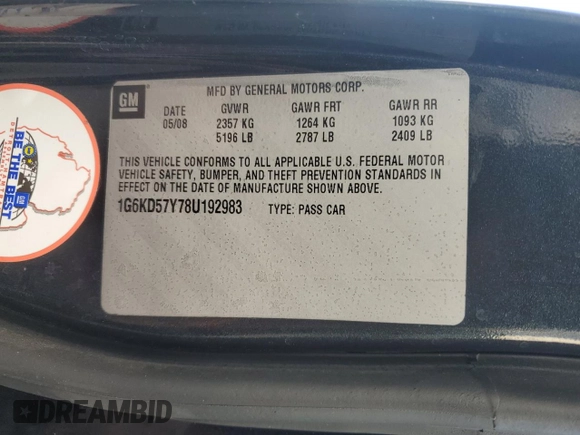 GM
MFD BY GENERAL MOTORS CORP.
DATE GVWR GAWR FRT GAWR RR
05/08 2357 KG 1264 KG 1093 KG
5196 LB 2787 LB 2409 LB
THIS VEHICLE CONFORMS TO ALL APPLICABLE U.S. FEDERAL MOTOR
VEHICLE SAFETY, BUMPER, AND THEFT PREVENTION STANDARDS IN
EFFECT ON THE DATE OF MANUFACTURE SHOWN ABOVE.
1G6KD57Y78U192983 TYPE: PASS CAR
BE THE BEST
GM
DREAMBID